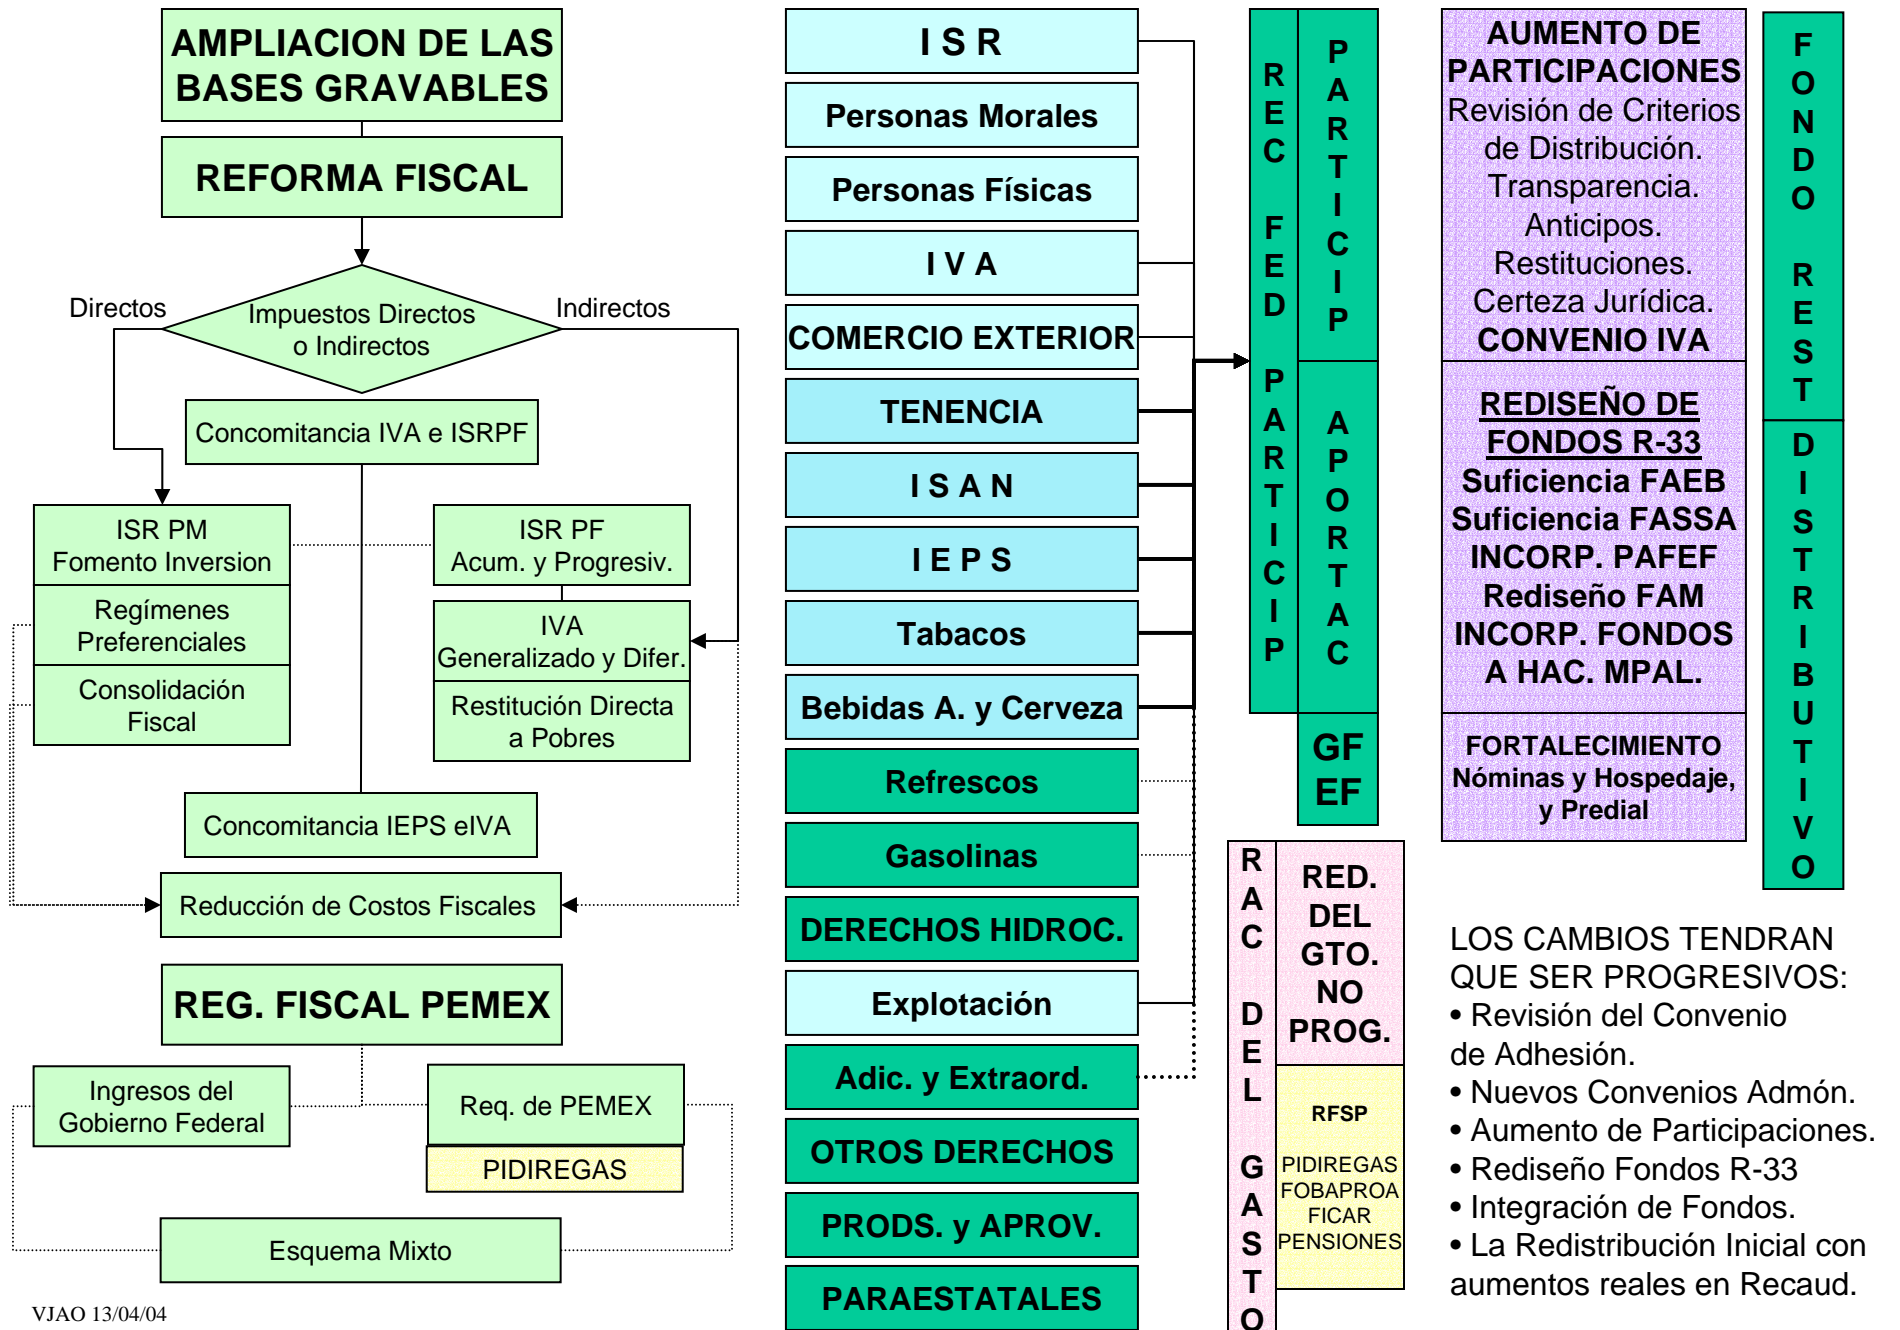 AMPLIACION DE LAS
BASES GRAVABLES
REFORMA FISCAL
Directos
Impuestos Directos
o Indirectos
Indirectos
Concomitancia IVA e ISRPF
ISR PM
Fomento Inversion
Regímenes
Preferenciales
Consolidación
Fiscal
ISR PF
Acum. y Progresiv.
IVA
Generalizado y Difer.
Restitución Directa
a Pobres
Concomitancia IEPS eIVA
Reducción de Costos Fiscales
REG. FISCAL PEMEX
Ingresos del
Gobierno Federal
Req. de PEMEX
PIDIREGAS
Esquema Mixto
VJAO 13/04/04
I S R
Personas Morales
Personas Físicas
I V A
COMERCIO EXTERIOR
TENENCIA
I S A N
I E P S
Tabacos
Bebidas A. y Cerveza
Refrescos
Gasolinas
DERECHOS HIDROC.
Explotación
Adic. y Extraord.
OTROS DERECHOS
PRODS. y APROV.
PARAESTATALES
REC FED PARTICIP
PARTICIP
APORTAC
GF
EF
RAC DEL GASTO
RED.
DEL
GTO.
NO
PROG.
RFSP
PIDIREGAS
FOBAPROA
FICAR
PENSIONES
AUMENTO DE
PARTICIPACIONES
Revisión de Criterios
de Distribución.
Transparencia.
Anticipos.
Restituciones.
Certeza Jurídica.
CONVENIO IVA
REDISEÑO DE
FONDOS R-33
Suficiencia FAEB
Suficiencia FASSA
INCORP. PAFEF
Rediseño FAM
INCORP. FONDOS
A HAC. MPAL.
FORTALECIMIENTO
Nóminas y Hospedaje,
y Predial
FONDO REST
DISTRIBUTIVO
LOS CAMBIOS TENDRAN
QUE SER PROGRESIVOS:
• Revisión del Convenio
de Adhesión.
• Nuevos Convenios Admón.
• Aumento de Participaciones.
• Rediseño Fondos R-33
• Integración de Fondos.
• La Redistribución Inicial con
aumentos reales en Recaud.